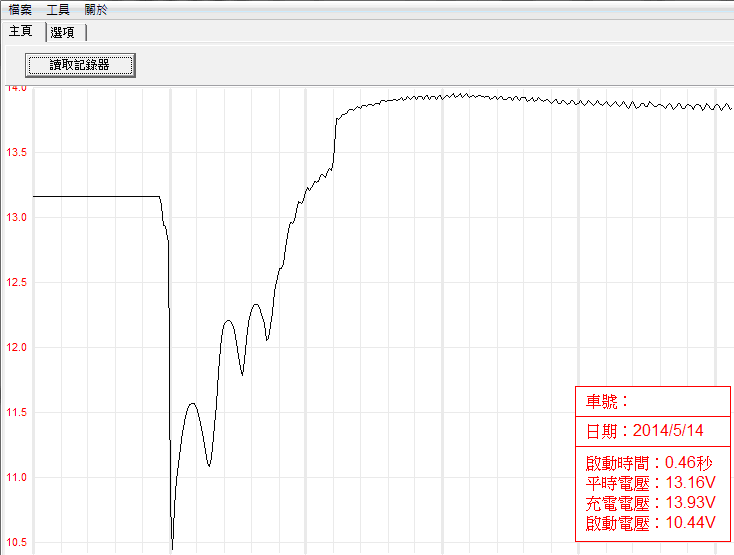 檔案 工具 關於
主頁 選項
讀取記錄器
14.0
13.5
13.0
12.5
12.0
11.5
11.0
10.5
車號：
日期：2014/5/14
啟動時間：0.46秒
平時電壓：13.16V
充電電壓：13.93V
啟動電壓：10.44V